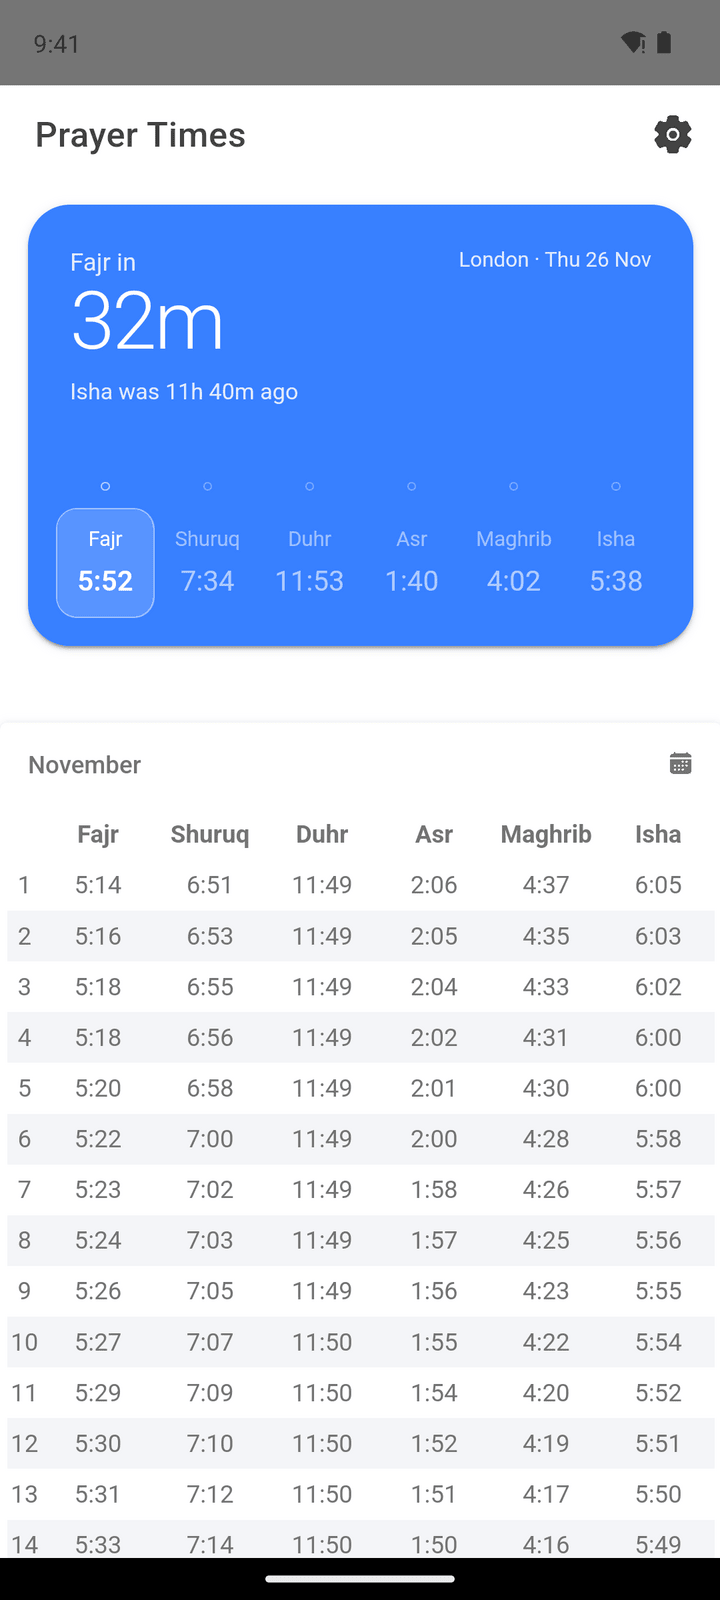 9:41
Prayer Times
Fajr in
London · Thu 26 Nov
32m
Isha was 11h 40m ago
Fajr Shuruq Duhr Asr Maghrib Isha
5:52 7:34 11:53 1:40 4:02 5:38
November
Fajr Shuruq Duhr Asr Maghrib Isha
1 5:14 6:51 11:49 2:06 4:37 6:05
2 5:16 6:53 11:49 2:05 4:35 6:03
3 5:18 6:55 11:49 2:04 4:33 6:02
4 5:18 6:56 11:49 2:02 4:31 6:00
5 5:20 6:58 11:49 2:01 4:30 6:00
6 5:22 7:00 11:49 2:00 4:28 5:58
7 5:23 7:02 11:49 1:58 4:26 5:57
8 5:24 7:03 11:49 1:57 4:25 5:56
9 5:26 7:05 11:49 1:56 4:23 5:55
10 5:27 7:07 11:50 1:55 4:22 5:54
11 5:29 7:09 11:50 1:54 4:20 5:52
12 5:30 7:10 11:50 1:52 4:19 5:51
13 5:31 7:12 11:50 1:51 4:17 5:50
14 5:33 7:14 11:50 1:50 4:16 5:49